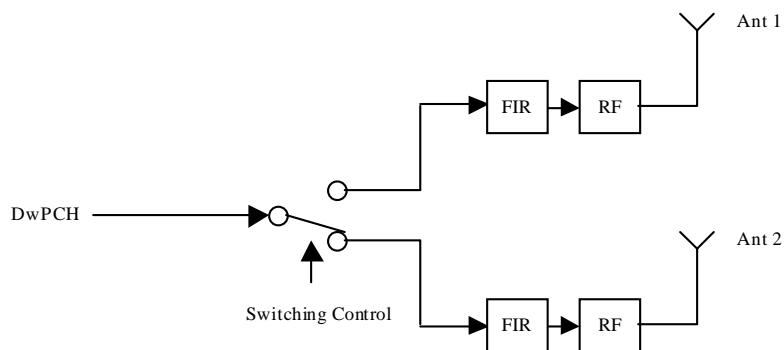 Ant 1
FIR
RF
DwPCH
Ant 2
Switching Control
FIR
RF